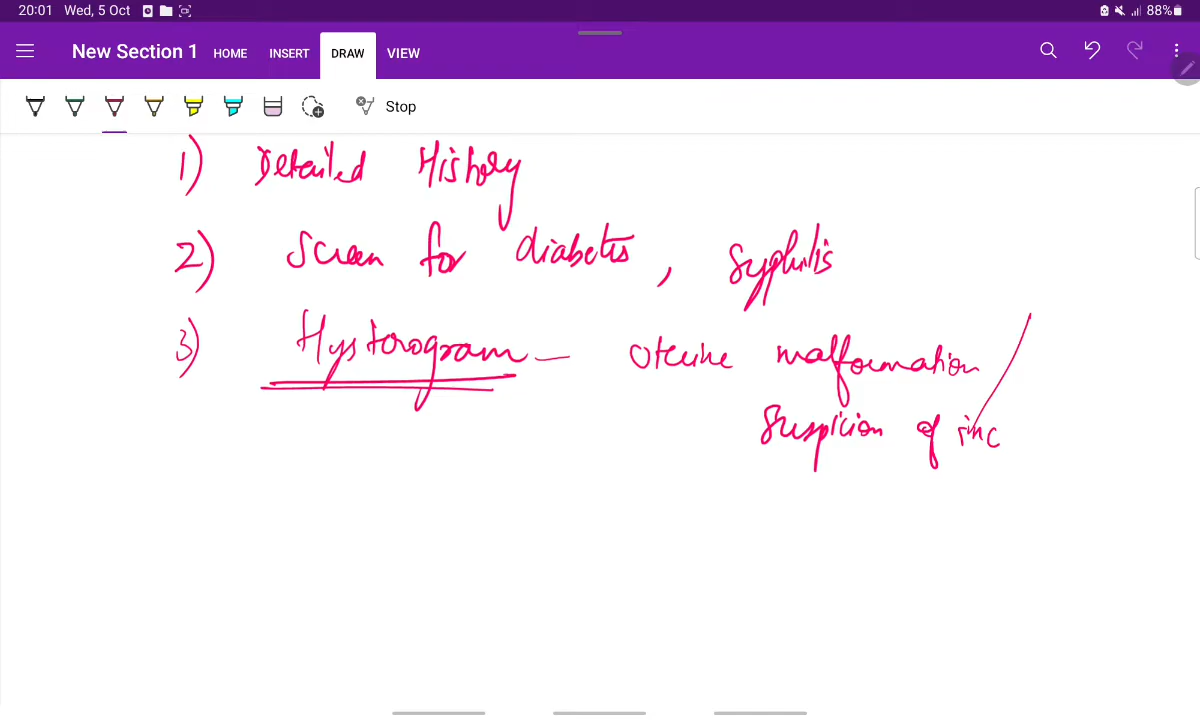 20:01 Wed, 5 Oct 88%
New Section 1 HOME INSERT DRAW VIEW
Stop
1) Detailed History
2) Screen for diabetes, Syphilis
3) Hysterogram – Uterine malformation
Suspicion of inc